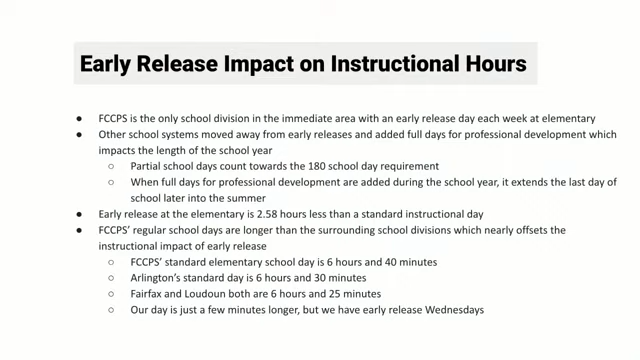 Early Release Impact on Instructional Hours
● FCCPS is the only school division in the immediate area with an early release day each week at elementary
● Other school systems moved away from early releases and added full days for professional development which
impacts the length of the school year
○ Partial school days count towards the 180 school day requirement
○ When full days for professional development are added during the school year, it extends the last day of
school later into the summer
● Early release at the elementary is 2.58 hours less than a standard instructional day
● FCCPS' regular school days are longer than the surrounding school divisions which nearly offsets the
instructional impact of early release
○ FCCPS' standard elementary school day is 6 hours and 40 minutes
○ Arlington's standard day is 6 hours and 30 minutes
○ Fairfax and Loudoun both are 6 hours and 25 minutes
○ Our day is just a few minutes longer, but we have early release Wednesdays